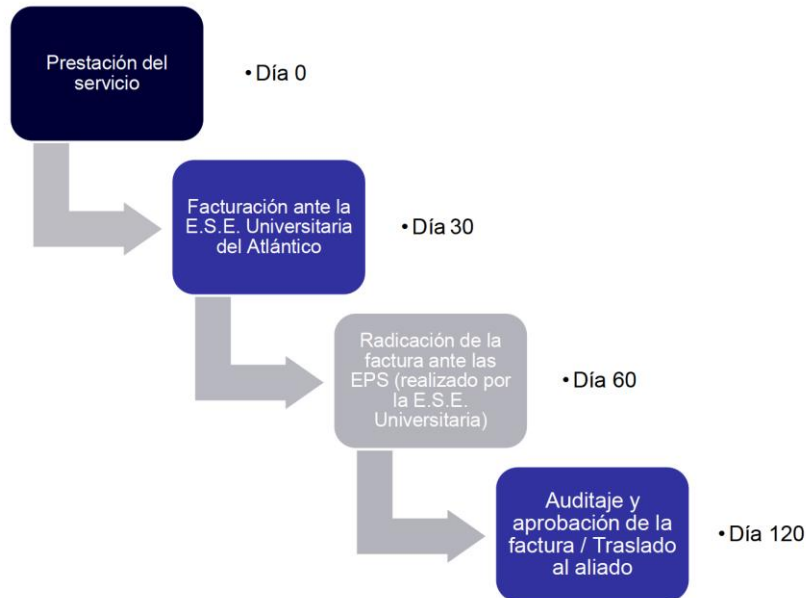 Prestación del
servicio
• Día 0
Facturación ante la
E.S.E. Universitaria
del Atlántico
• Día 30
Radicación de la
factura ante las
EPS (realizado por
la E.S.E.
Universitaria)
• Día 60
Auditaje y
aprobación de la
factura / Traslado
al aliado
• Día 120